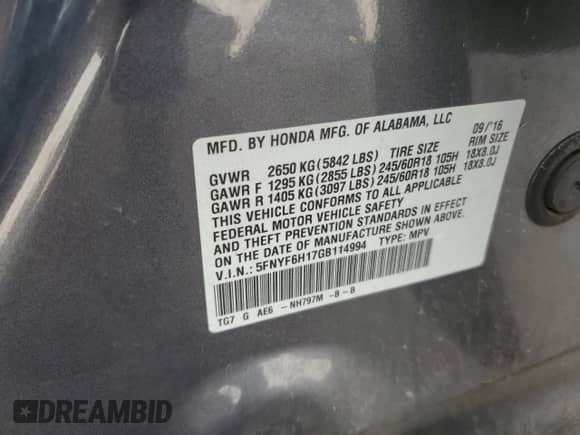 MFD. BY HONDA MFG. OF ALABAMA, LLC 09/'16
GVWR 2650 KG(5842 LBS) TIRE SIZE RIM SIZE
GAWR F 1295 KG(2855 LBS)245/60R18 105H 18X8.0J
GAWR R 1405 KG(3097 LBS)245/60R18 105H 18X8.0J
THIS VEHICLE CONFORMS TO ALL APPLICABLE
FEDERAL MOTOR VEHICLE SAFETY
AND THEFT PREVENTION STANDARDS IN EFFECT
ON THE DATE OF MANUFACTURE SHOWN ABOVE.
V.I.N.: 5FNYF6H17GB114994 TYPE: MPV
TG7 G AE6 -NH797M -B-B
DREAMBID